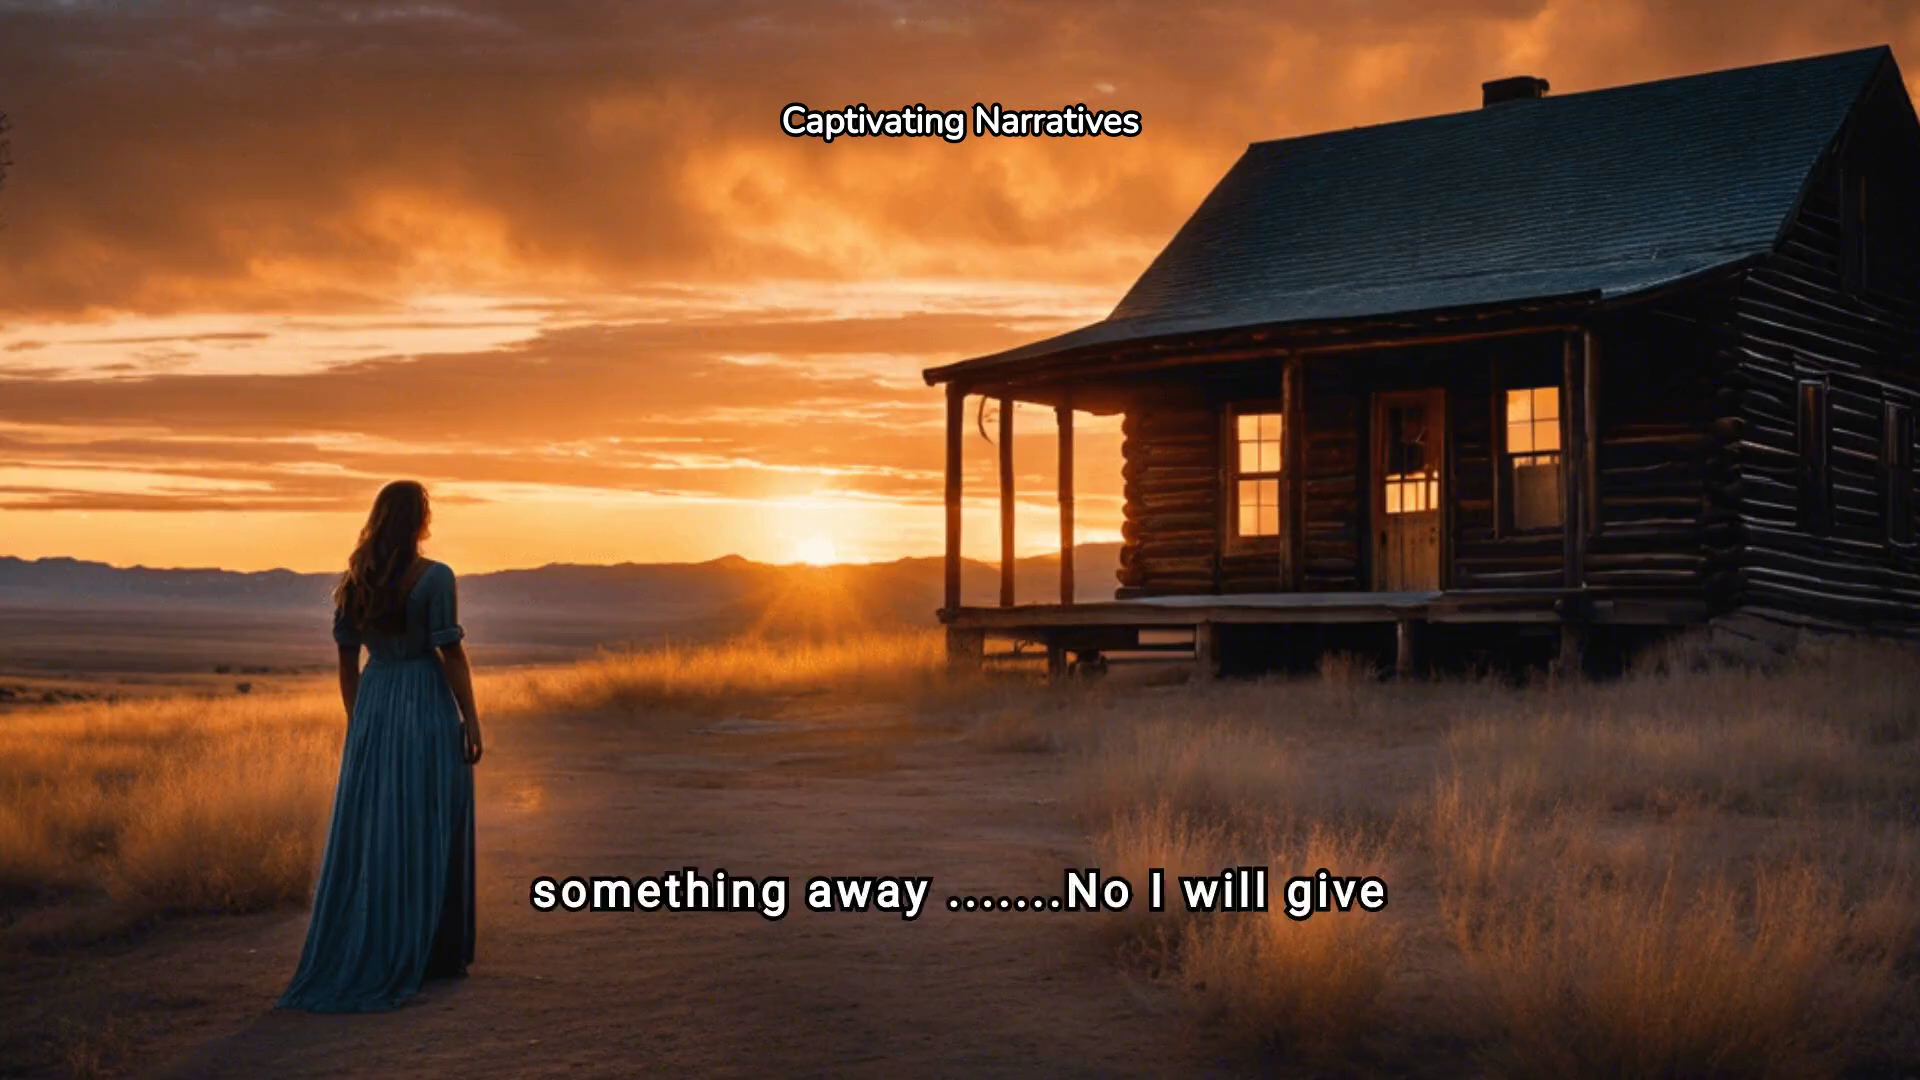 Captivating Narratives
something away .......No I will give